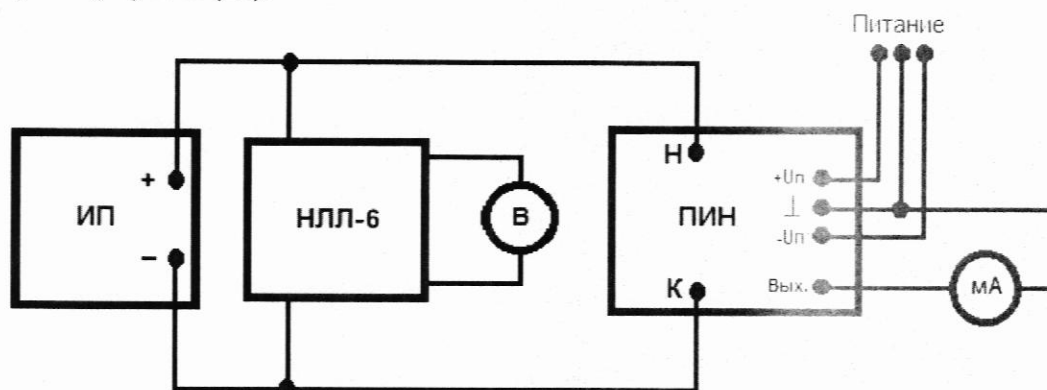 Питание
+
ИП
−
НЛЛ-6
В
Н
ПИН
К
+Uп
⊥
-Uп
Вых.
мА